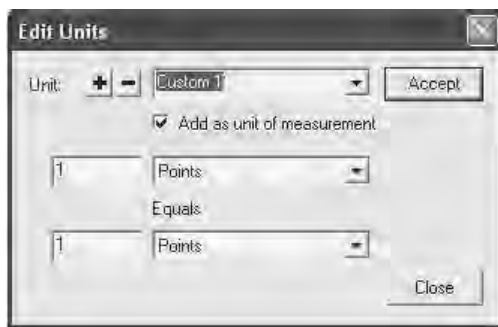 Edit Units
Unit: + - Custom 1 Accept
Add as unit of measurement
1 Points
Equals
1 Points
Close